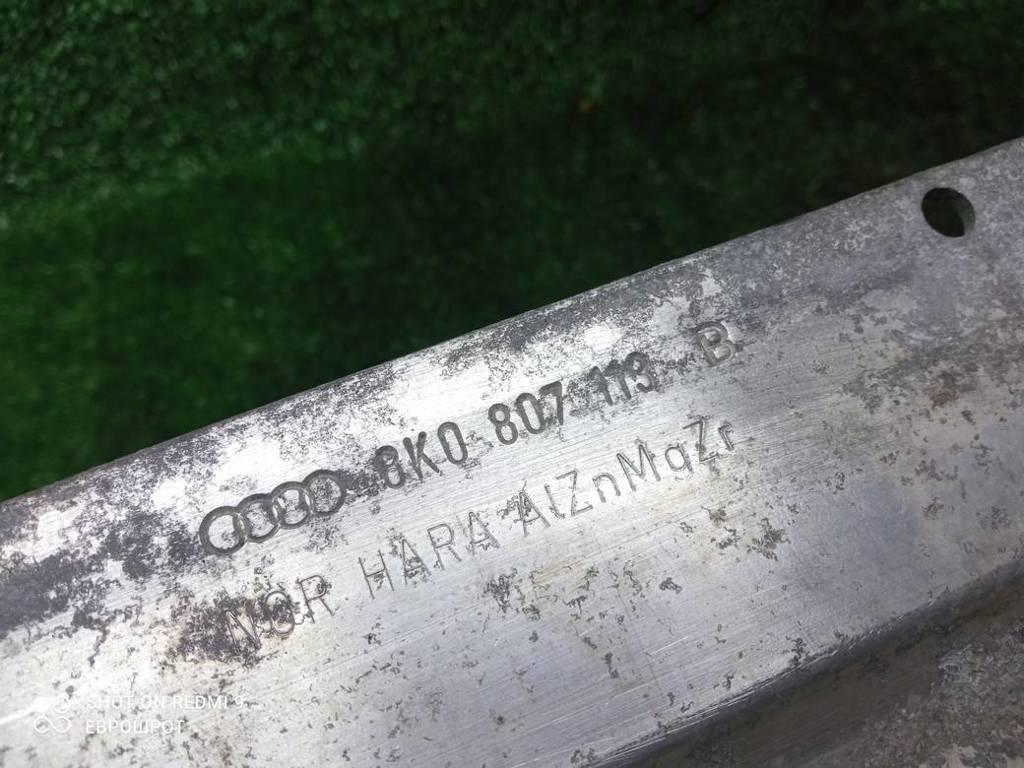 8K0 807 113 B
NOR HARA AlZnMgZr
SHOT ON REDMI 9
ЕВРОШРОТ